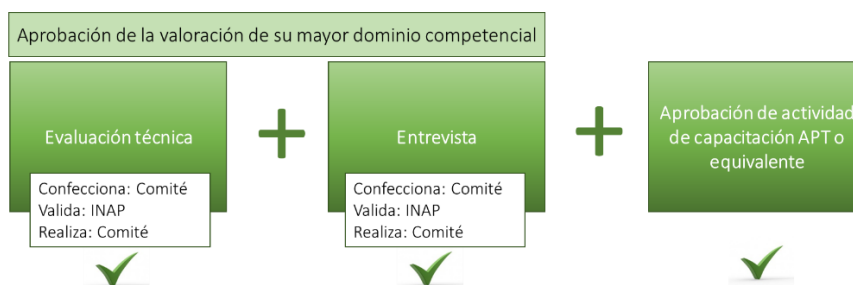 Aprobación de la valoración de su mayor dominio competencial
Evaluación técnica
Confecciona: Comité
Valida: INAP
Realiza: Comité
Entrevista
Confecciona: Comité
Valida: INAP
Realiza: Comité
Aprobación de actividad
de capacitación APT o
equivalente